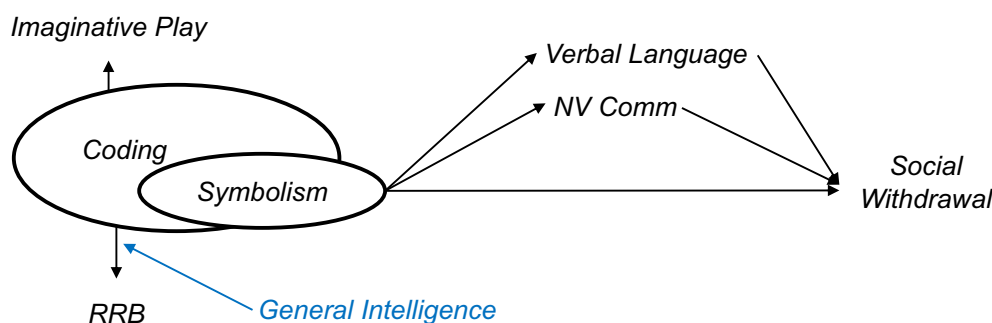 Imaginative Play
Verbal Language
NV Comm
Coding
Symbolism
Social
Withdrawal
RRB
General Intelligence